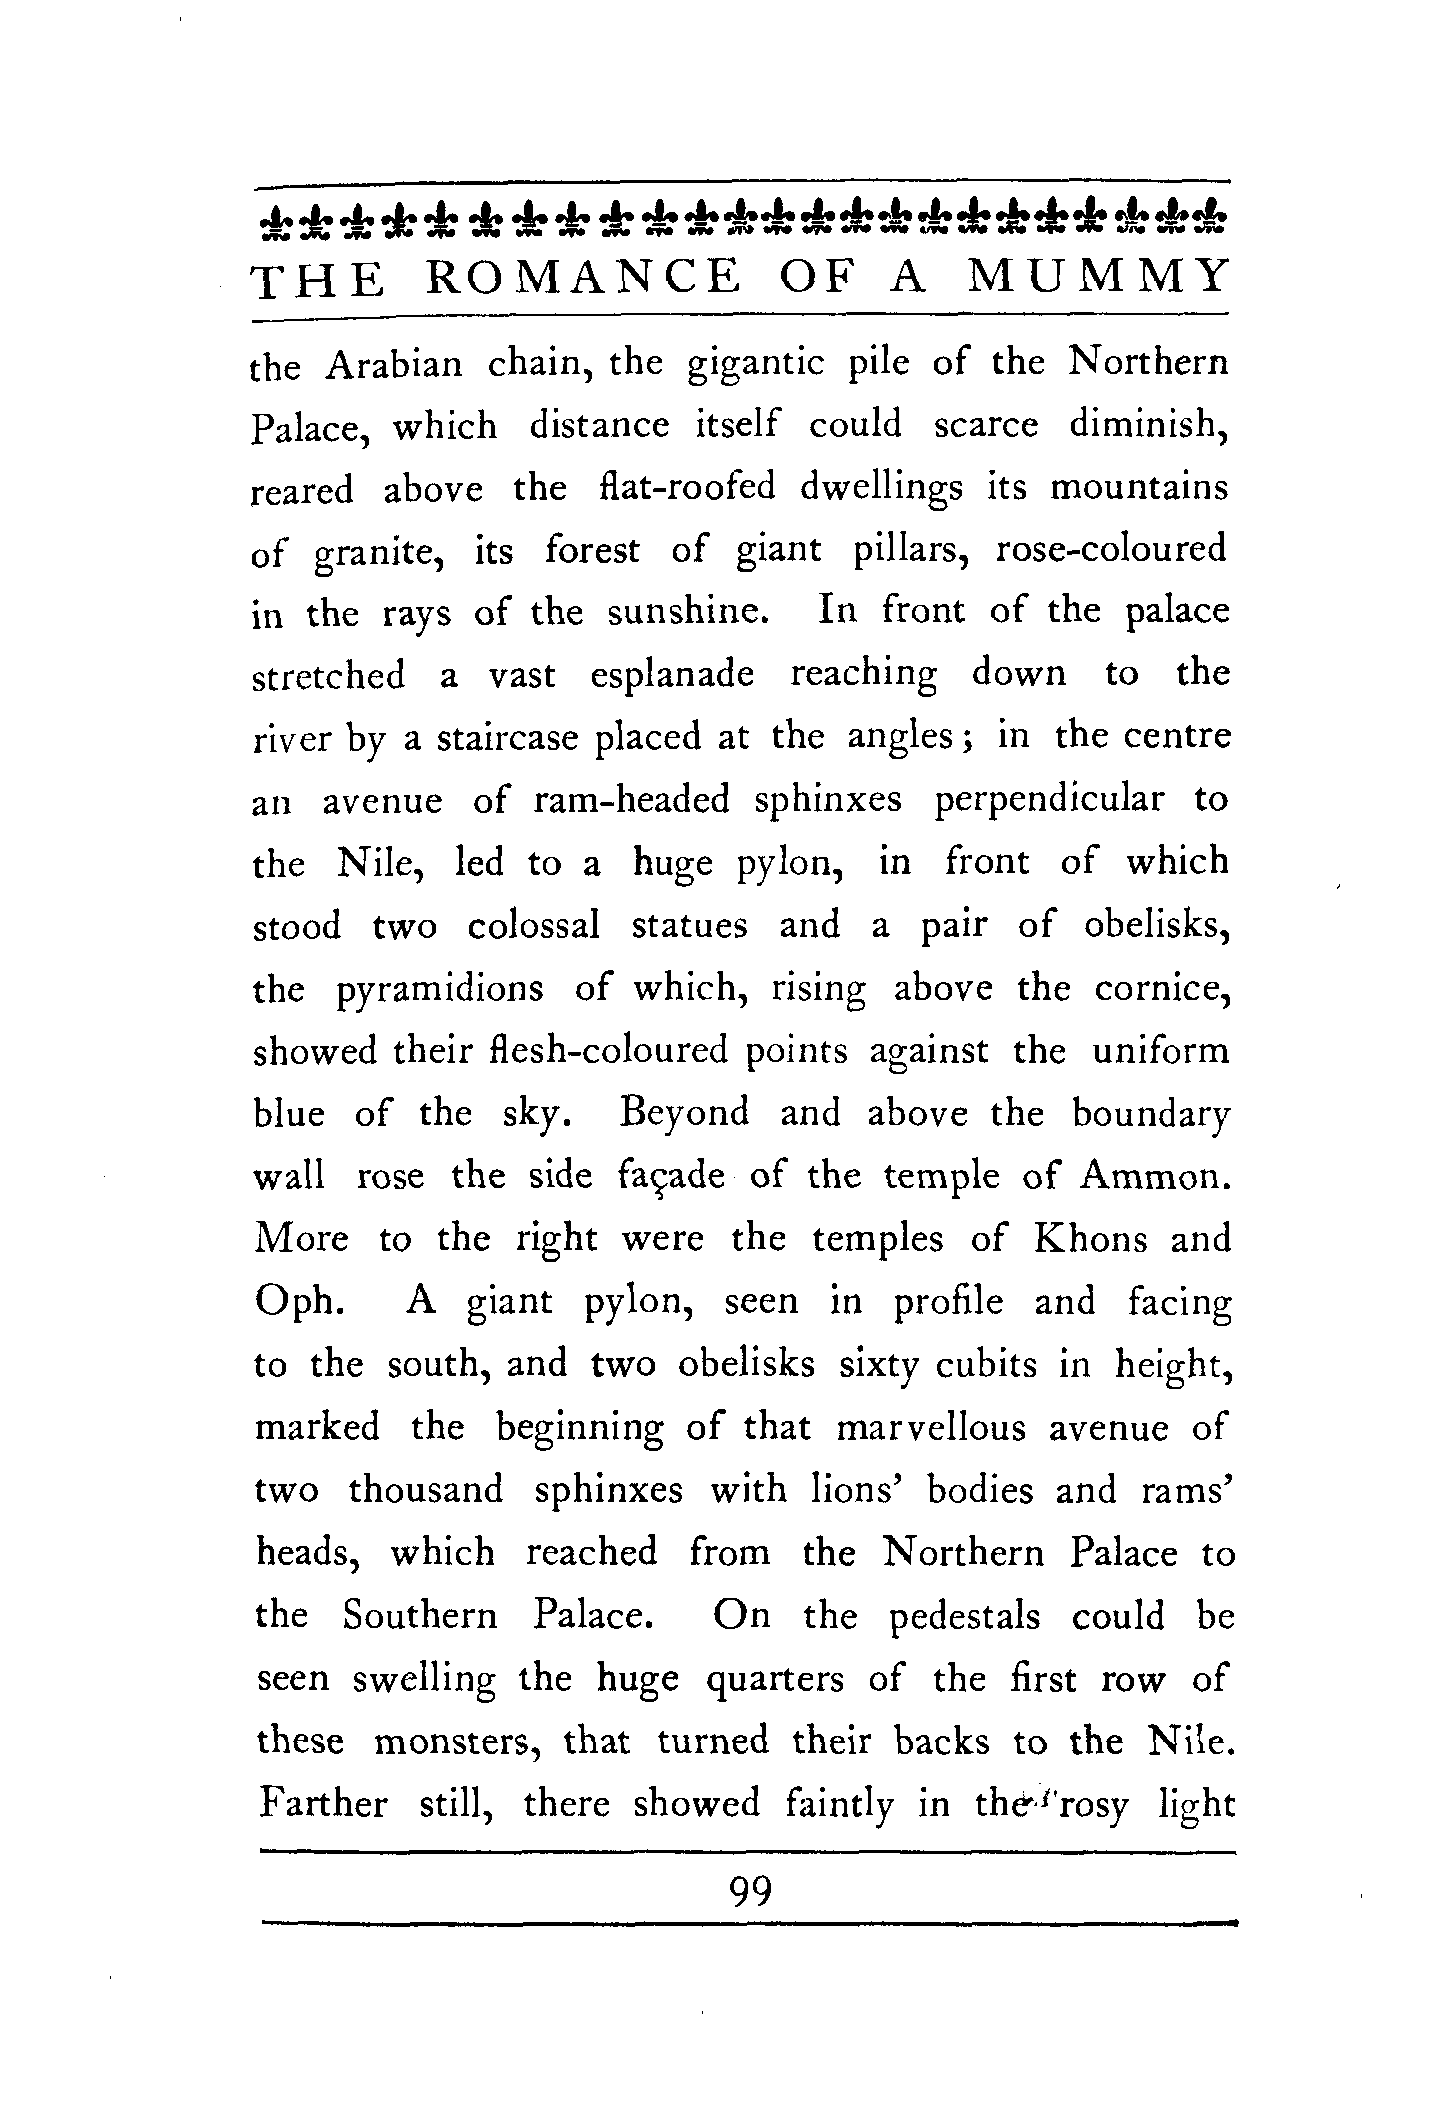 THE ROMANCE OF A MUMMY
the Arabian chain, the gigantic pile of the Northern
Palace, which distance itself could scarce diminish,
reared above the flat-roofed dwellings its mountains
of granite, its forest of giant pillars, rose-coloured
in the rays of the sunshine. In front of the palace
stretched a vast esplanade reaching down to the
river by a staircase placed at the angles; in the centre
an avenue of ram-headed sphinxes perpendicular to
the Nile, led to a huge pylon, in front of which
stood two colossal statues and a pair of obelisks,
the pyramidions of which, rising above the cornice,
showed their flesh-coloured points against the uniform
blue of the sky. Beyond and above the boundary
wall rose the side façade of the temple of Ammon.
More to the right were the temples of Khons and
Oph. A giant pylon, seen in profile and facing
to the south, and two obelisks sixty cubits in height,
marked the beginning of that marvellous avenue of
two thousand sphinxes with lions' bodies and rams'
heads, which reached from the Northern Palace to
the Southern Palace. On the pedestals could be
seen swelling the huge quarters of the first row of
these monsters, that turned their backs to the Nile.
Farther still, there showed faintly in the rosy light
99